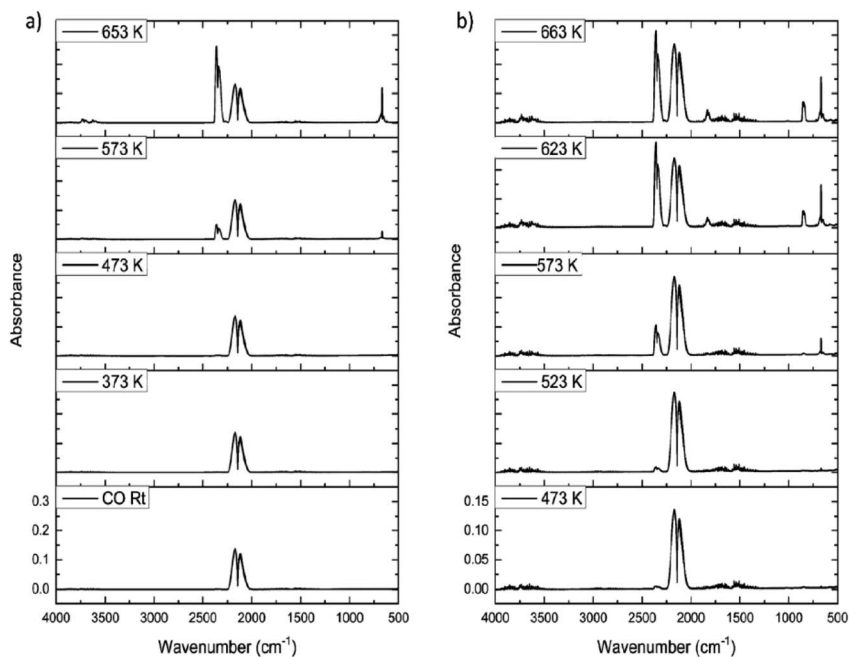 a)
653 K
573 K
473 K
373 K
CO Rt
0.3
0.2
0.1
0.0
4000 3500 3000 2500 2000 1500 1000 500
Wavenumber (cm⁻¹)
Absorbance
b)
663 K
623 K
573 K
523 K
473 K
0.15
0.10
0.05
0.00
4000 3500 3000 2500 2000 1500 1000 500
Wavenumber (cm⁻¹)
Absorbance